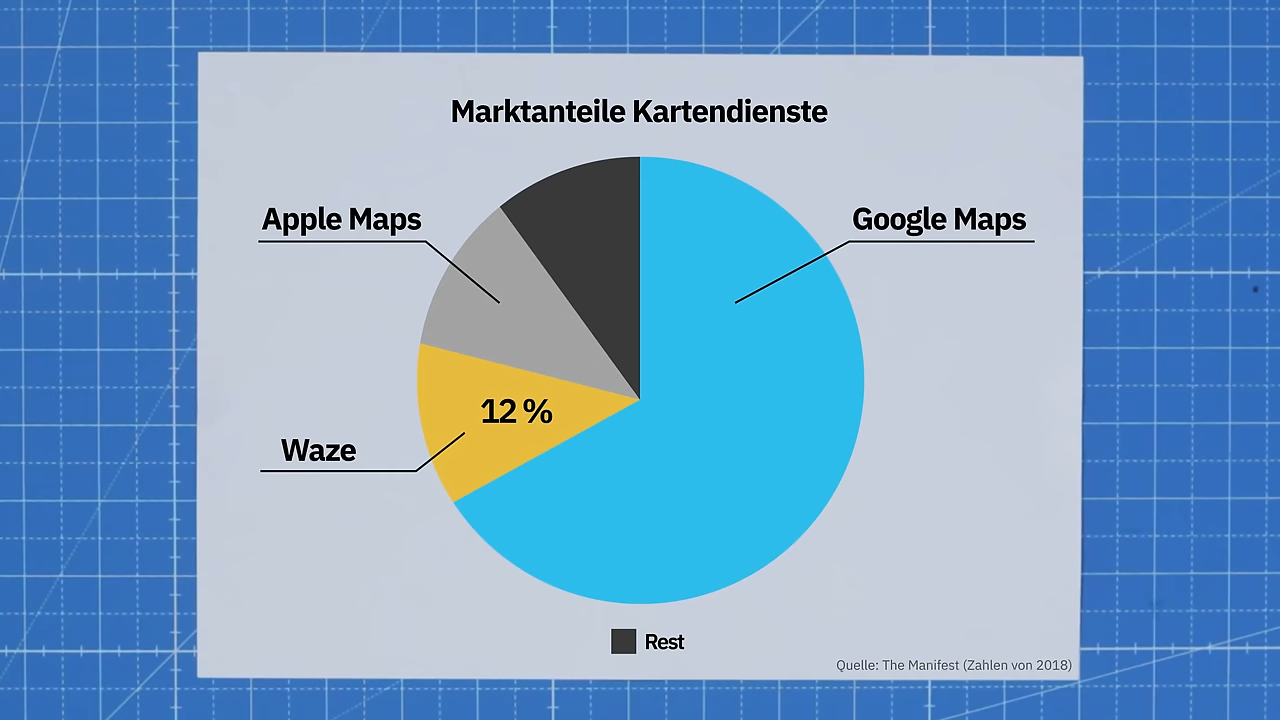 Marktanteile Kartendienste
Apple Maps
Google Maps
12 %
Waze
Rest
Quelle: The Manifest (Zahlen von 2018)